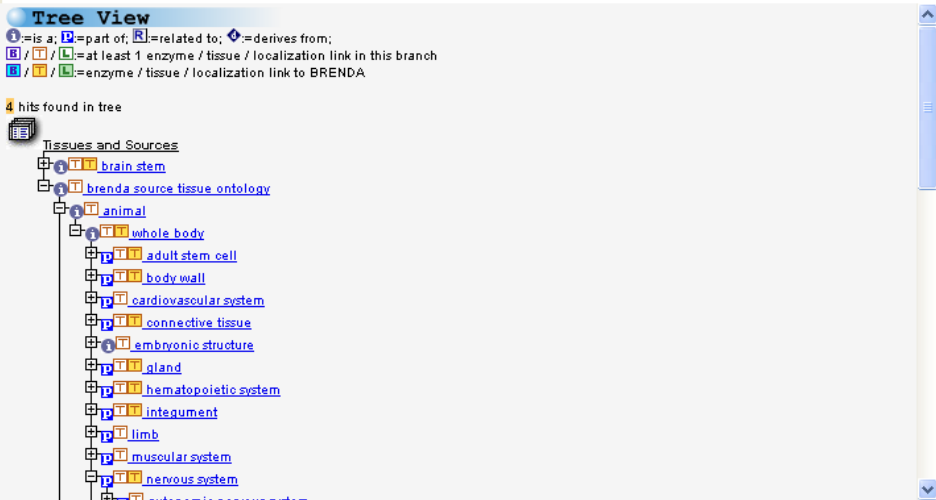 Tree View
i:=is a; P:=part of; R:=related to; d:=derives from;
B / T / L:=at least 1 enzyme / tissue / localization link in this branch
B / T / L:=enzyme / tissue / localization link to BRENDA
4 hits found in tree
Tissues and Sources
i T T brain stem
i T brenda source tissue ontology
i T animal
i T T whole body
P T T adult stem cell
P T T body wall
P T cardiovascular system
P T T connective tissue
i T embryonic structure
P T T gland
P T T hematopoietic system
P T T integument
P T limb
P T muscular system
P T T nervous system